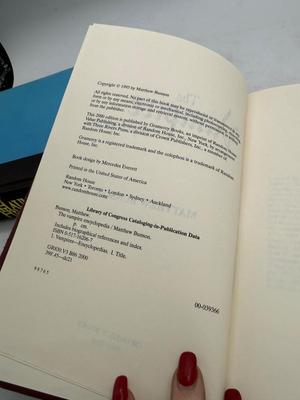 Copyright © 1993 by Matthew Bunson
All rights reserved. No part of this book may be reproduced or transmitted in any
form or by any means, electronic or mechanical, including photocopying, recording,
or by any information storage and retrieval system, without permission in writing
from the publisher.
This 2000 edition is published by Gramercy Books, an imprint of Random House
Value Publishing, a division of Random House, Inc., New York, by arrangement
with Three Rivers Press, a division of Crown Publishers, Inc., a member of
Random House, Inc.
Gramercy is a registered trademark and the colophon is a trademark of Random
House, Inc.
Book design by Mercedes Everett
Printed in the United States of America
Random House
New York • Toronto • London • Sydney • Auckland
www.randomhouse.com
Library of Congress Cataloging-in-Publication Data
Bunson, Matthew.
The vampire encyclopedia / Matthew Bunson.
p. cm.
Includes biographical references and index.
ISBN 0-517-16206-7
1. Vampires—Encyclopedias. I. Title.
GR830.V3 B86 2000
398'.45—dc21
00-039366
9 8 7 6 5